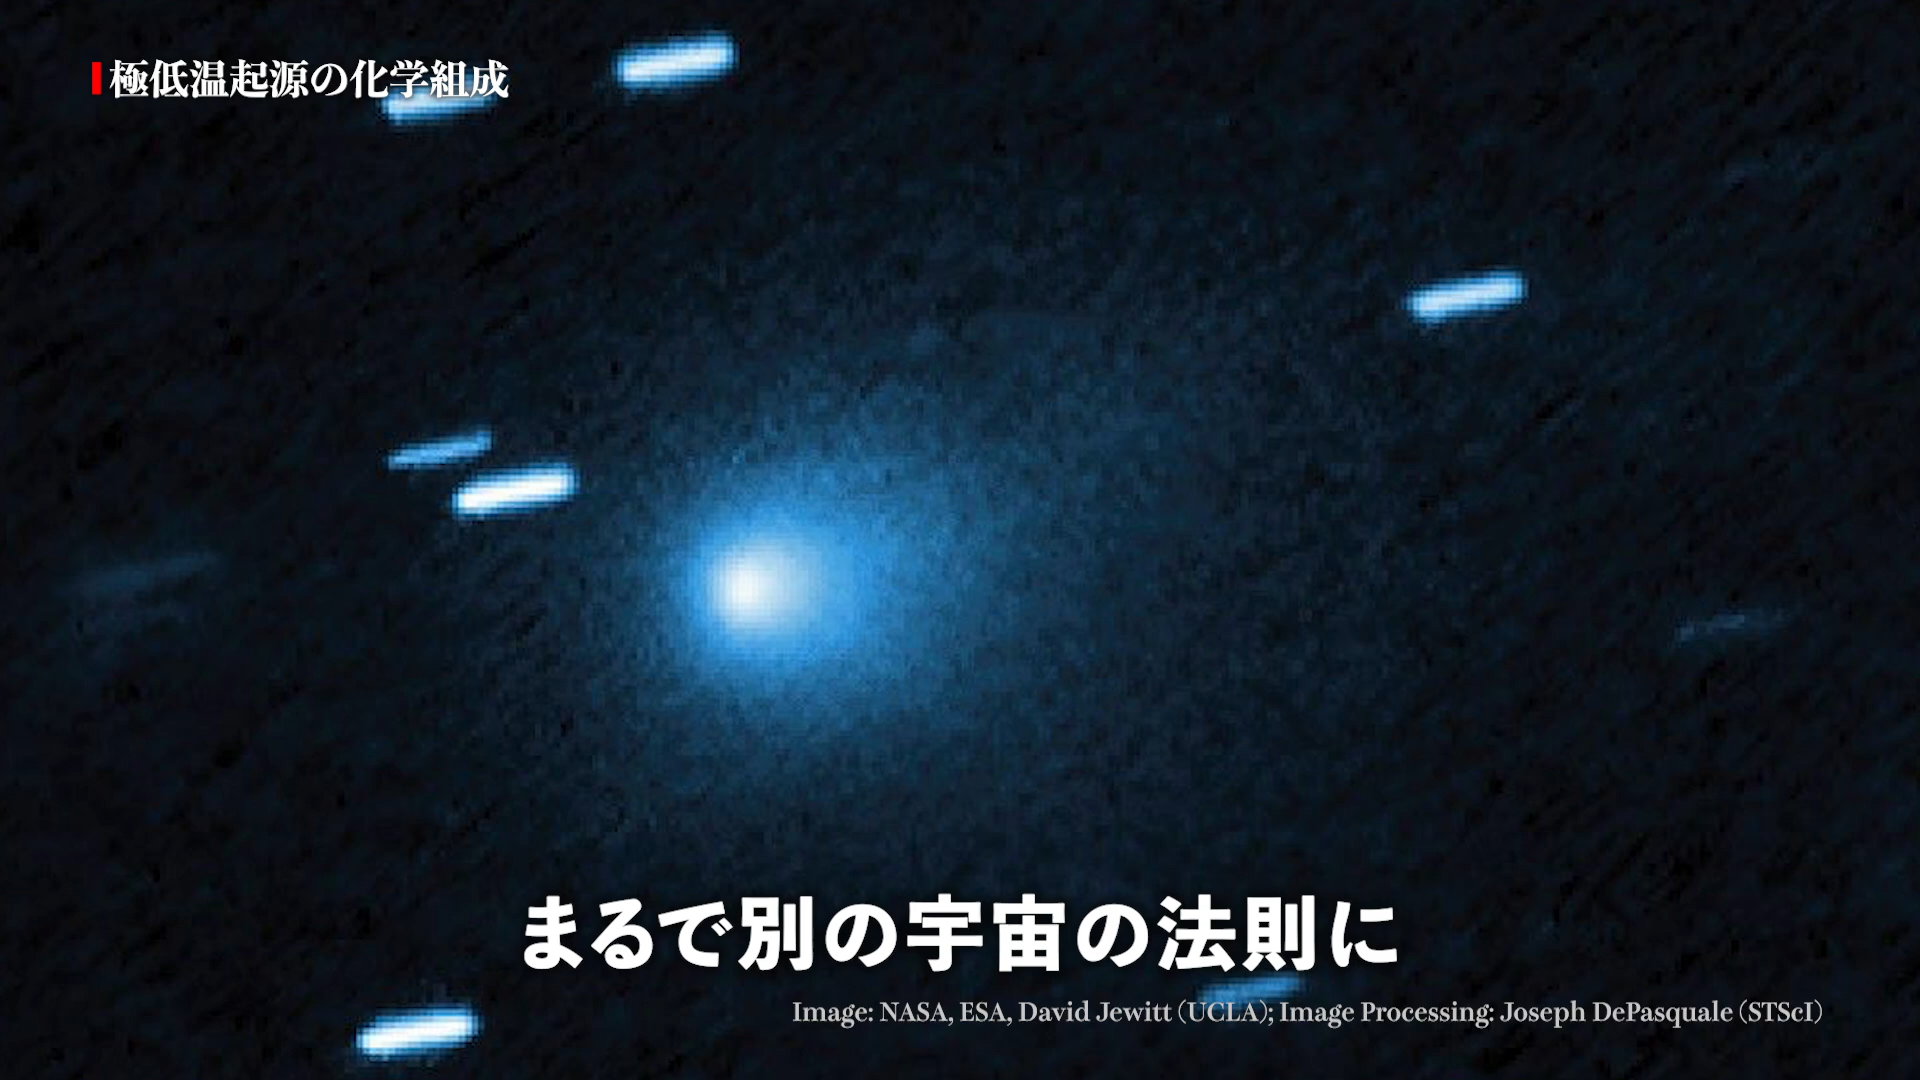 極低温起源の化学組成
まるで別の宇宙の法則に
Image: NASA, ESA, David Jewitt (UCLA); Image Processing: Joseph DePasquale (STScI)